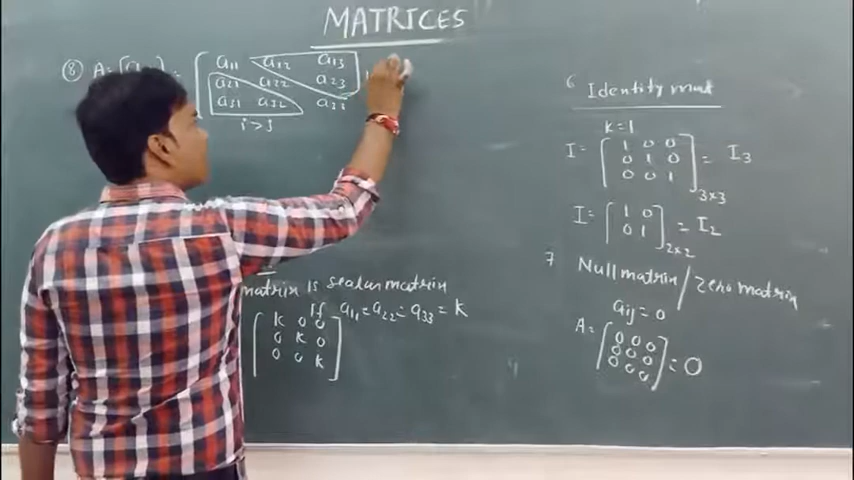 MATRICES
⑧ A = [a
a₁₁ a₁₂ a₁₃
a₂₁ a₂₂ a₂₃
a₃₁ a₃₂ a₃₃
i>j
matrix is scalar matrix
If a₁₁=a₂₂=a₃₃=k
[k 0 0
0 k 0
0 0 k]
6 Identity mat
k=1
I= [1 0 0
0 1 0
0 0 1]3×3 = I₃
I= [1 0
0 1]2×2 = I₂
7 Null matrix/Zero matrix
aij = 0
A= [0 0 0
0 0 0
0 0 0] = O